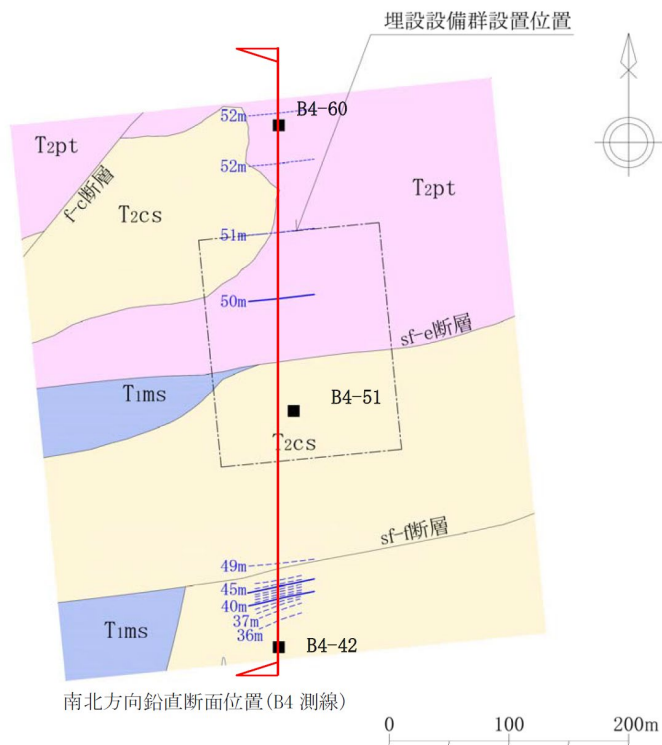 埋設設備群設置位置
52m
B4-60
T2pt
52m
T2pt
f-c断層
T2cs
51m
50m
sf-e断層
T1ms
B4-51
T2cs
sf-f断層
49m
45m
40m
37m
36m
T1ms
B4-42
南北方向鉛直断面位置(B4 測線)
0 100 200m